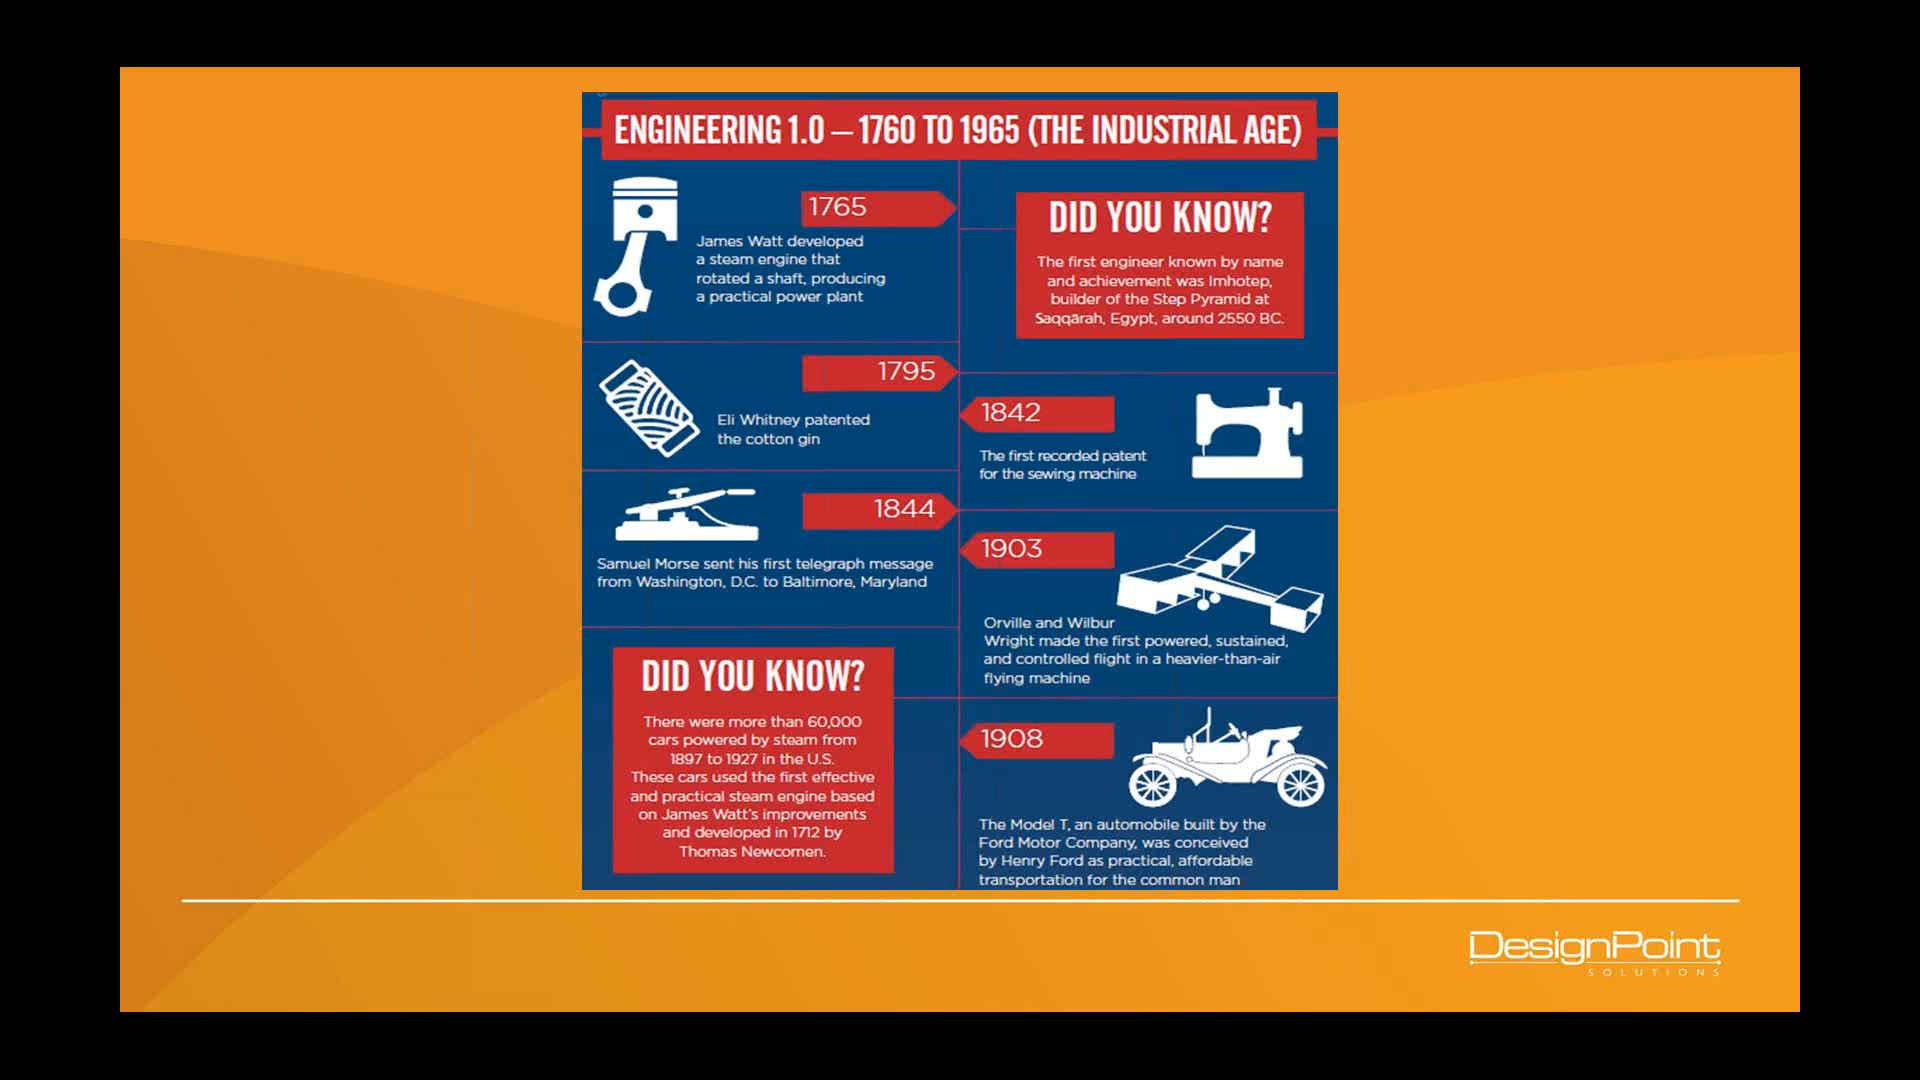 ENGINEERING 1.0 – 1760 TO 1965 (THE INDUSTRIAL AGE)
1765
James Watt developed
a steam engine that
rotated a shaft, producing
a practical power plant
DID YOU KNOW?
The first engineer known by name
and achievement was Imhotep,
builder of the Step Pyramid at
Saqqārah, Egypt, around 2550 BC.
1795
Eli Whitney patented
the cotton gin
1842
The first recorded patent
for the sewing machine
1844
Samuel Morse sent his first telegraph message
from Washington, D.C. to Baltimore, Maryland
1903
Orville and Wilbur
Wright made the first powered, sustained,
and controlled flight in a heavier-than-air
flying machine
DID YOU KNOW?
There were more than 60,000
cars powered by steam from
1897 to 1927 in the U.S.
These cars used the first effective
and practical steam engine based
on James Watt's improvements
and developed in 1712 by
Thomas Newcomen.
1908
The Model T, an automobile built by the
Ford Motor Company, was conceived
by Henry Ford as practical, affordable
transportation for the common man
DesignPoint
SOLUTIONS